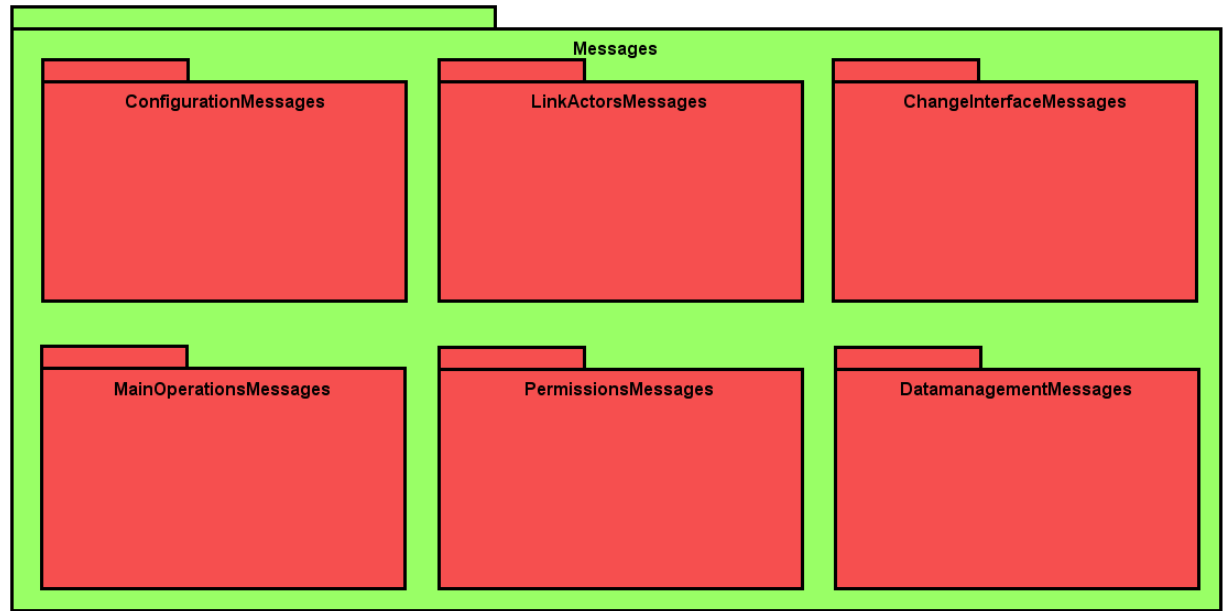 Messages
ConfigurationMessages
LinkActorsMessages
ChangeInterfaceMessages
MainOperationsMessages
PermissionsMessages
DatamanagementMessages